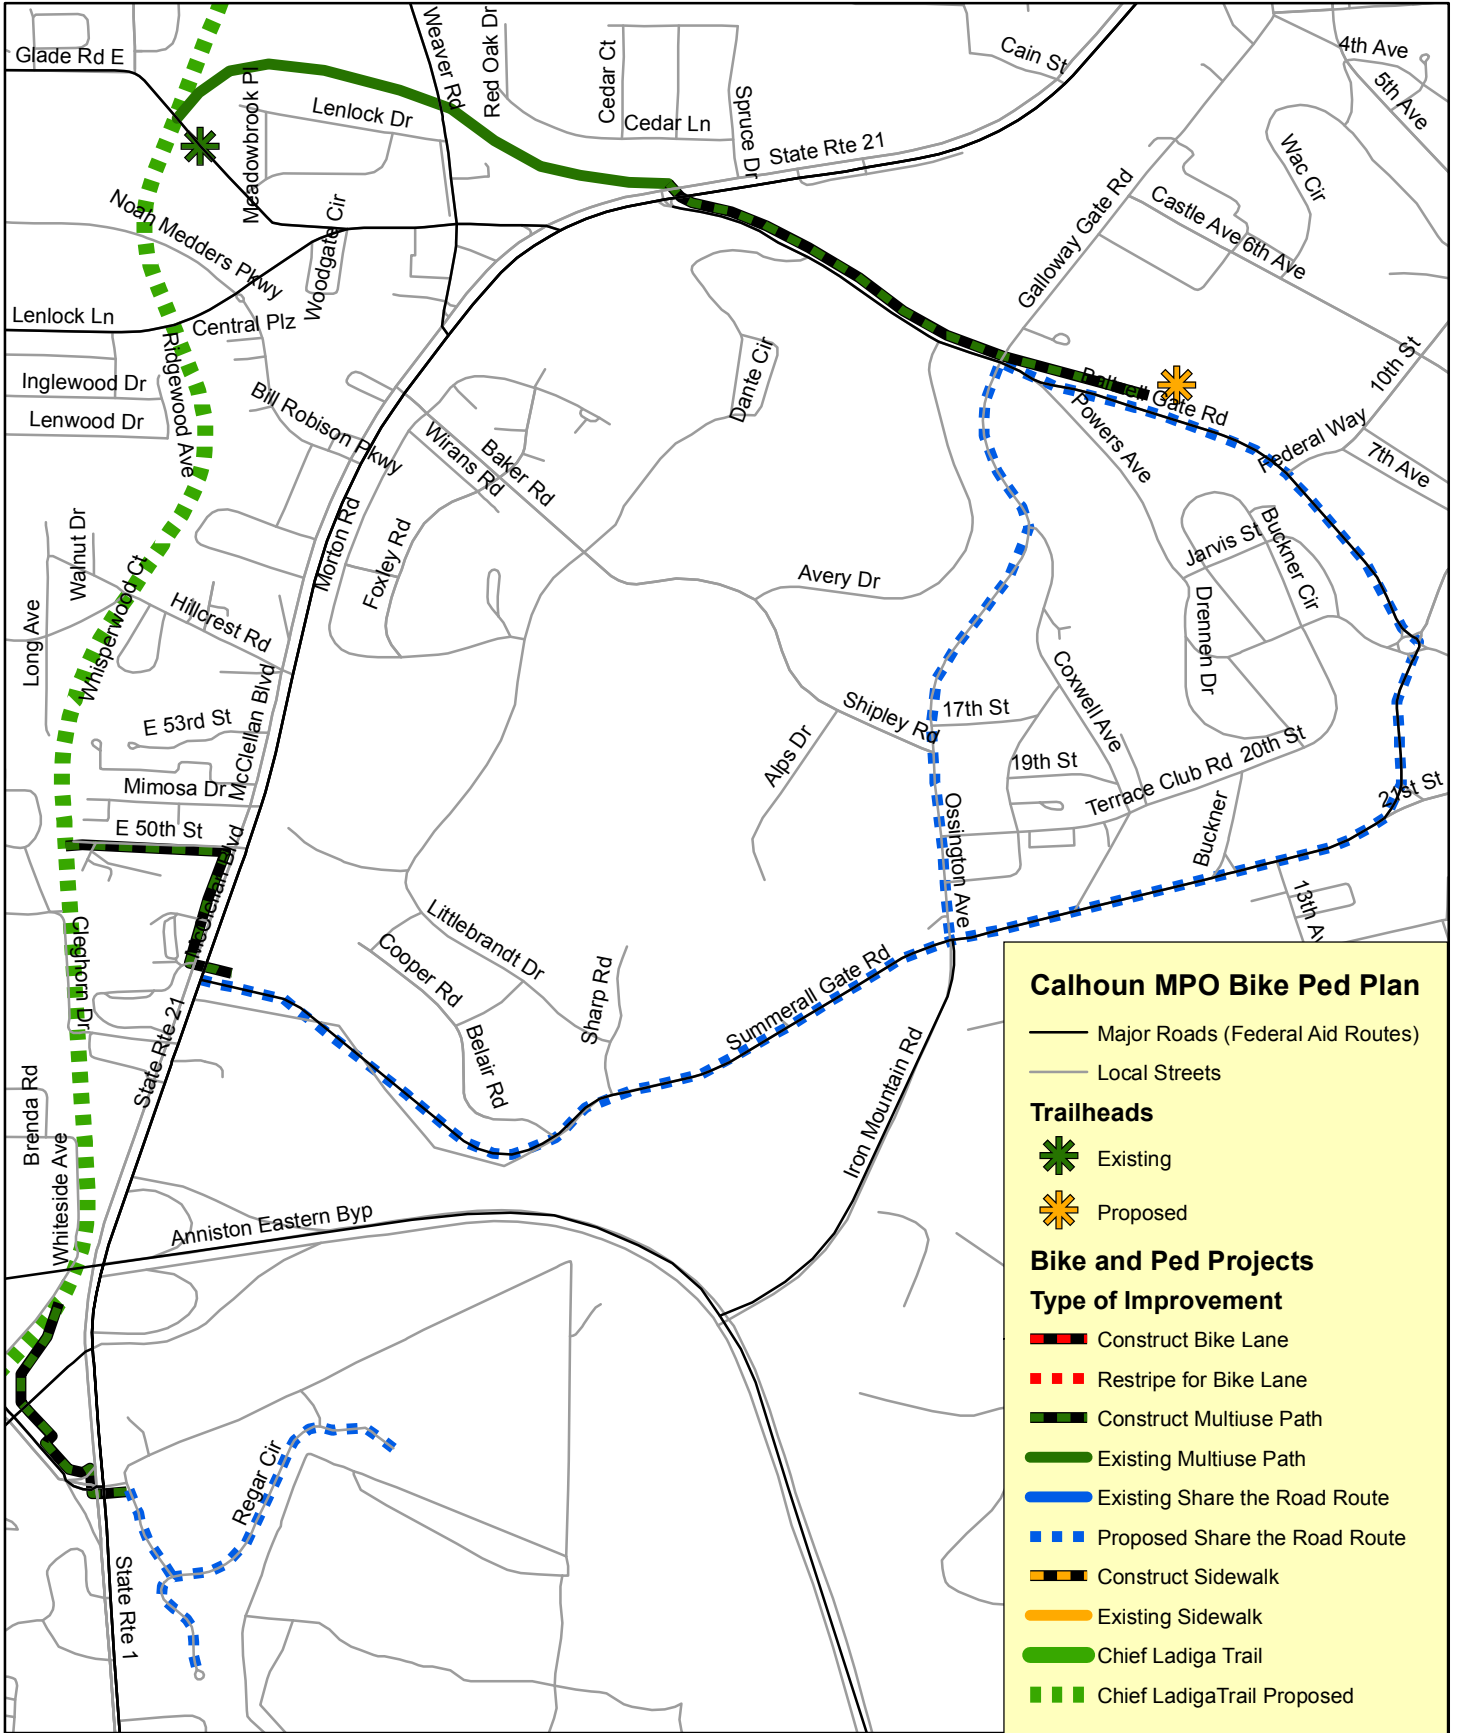 Glade Rd E
Weaver Rd
Red Oak Dr
Cedar Ct
Cedar Ln
Spruce Dr
Cain St
4th Ave
5th Ave
Meadowbrook Pl
Lenlock Dr
State Rte 21
Wac Cir
Galloway Gate Rd
Castle Ave
6th Ave
Noah Medders Pkwy
Woodgate Cir
Lenlock Ln
Central Plz
Ridgewood Ave
Inglewood Dr
Lenwood Dr
Bill Robison Pkwy
Dante Cir
10th St
Gate Rd
Powers Ave
Federal Way
7th Ave
Wirans Rd
Baker Rd
Morton Rd
Foxley Rd
Walnut Dr
Whisperwood Ct
Hillcrest Rd
Long Ave
Avery Dr
Jarvis St
Buckner Cir
Drennen Dr
E 53rd St
McClellan Blvd
Mimosa Dr
E 50th St
McClellan Blvd
Shipley Rd
17th St
Coxwell Ave
Alps Dr
19th St
Terrace Club Rd
20th St
21st St
Ossington Ave
Buckner
13th Av
Cleghorn Dr
Littlebrandt Dr
Cooper Rd
Sharp Rd
Belair Rd
Summerall Gate Rd
State Rte 21
Iron Mountain Rd
Brenda Rd
Whiteside Ave
Anniston Eastern Byp
Regar Cir
State Rte 1
Calhoun MPO Bike Ped Plan
Major Roads (Federal Aid Routes)
Local Streets
Trailheads
Existing
Proposed
Bike and Ped Projects
Type of Improvement
Construct Bike Lane
Restripe for Bike Lane
Construct Multiuse Path
Existing Multiuse Path
Existing Share the Road Route
Proposed Share the Road Route
Construct Sidewalk
Existing Sidewalk
Chief Ladiga Trail
Chief LadigaTrail Proposed